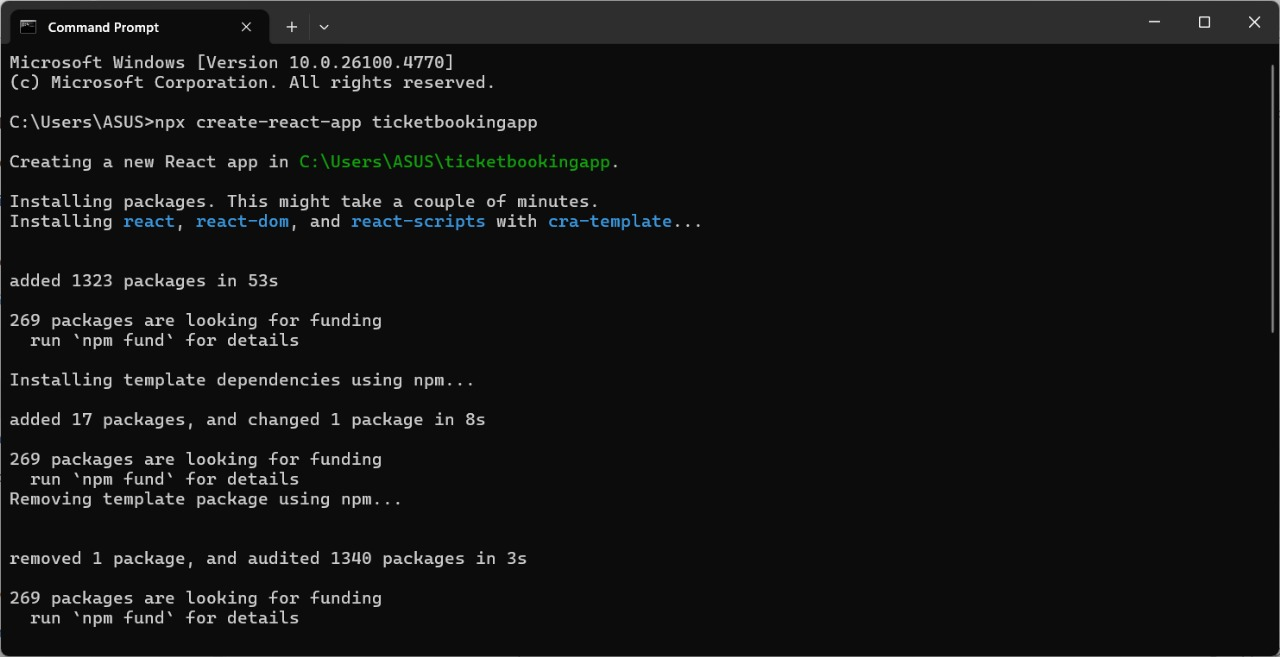 Command Prompt
Microsoft Windows [Version 10.0.26100.4770]
(c) Microsoft Corporation. All rights reserved.
C:\Users\ASUS>npx create-react-app ticketbookingapp
Creating a new React app in C:\Users\ASUS\ticketbookingapp.
Installing packages. This might take a couple of minutes.
Installing react, react-dom, and react-scripts with cra-template...
added 1323 packages in 53s
269 packages are looking for funding
  run `npm fund` for details
Installing template dependencies using npm...
added 17 packages, and changed 1 package in 8s
269 packages are looking for funding
  run `npm fund` for details
Removing template package using npm...
removed 1 package, and audited 1340 packages in 3s
269 packages are looking for funding
  run `npm fund` for details